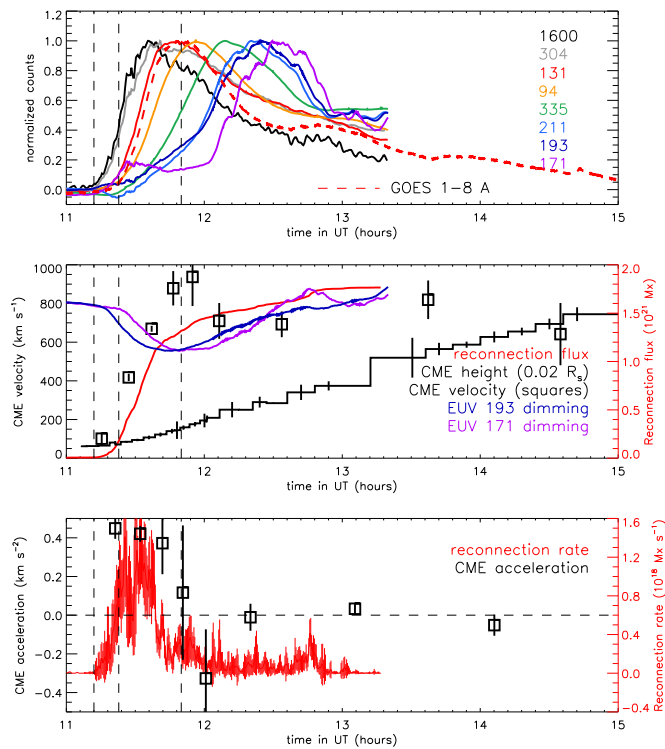 1.0
0.8
0.6
0.4
0.2
0.0
normalized counts
1600
304
131
94
335
211
193
171
GOES 1−8 A
11 12 13 14 15
time in UT (hours)
1000
800
600
400
200
0
CME velocity (km s⁻¹)
2.0
1.5
1.0
0.5
0.0
Reconnection flux (10²¹ Mx)
reconnection flux
CME height (0.02 Rₛ)
CME velocity (squares)
EUV 193 dimming
EUV 171 dimming
11 12 13 14 15
time in UT (hours)
0.4
0.2
0.0
−0.2
−0.4
CME acceleration (km s⁻²)
1.6
1.2
0.8
0.4
0.0
−0.4
Reconnection rate (10¹⁸ Mx s⁻¹)
reconnection rate
CME acceleration
11 12 13 14 15
time in UT (hours)